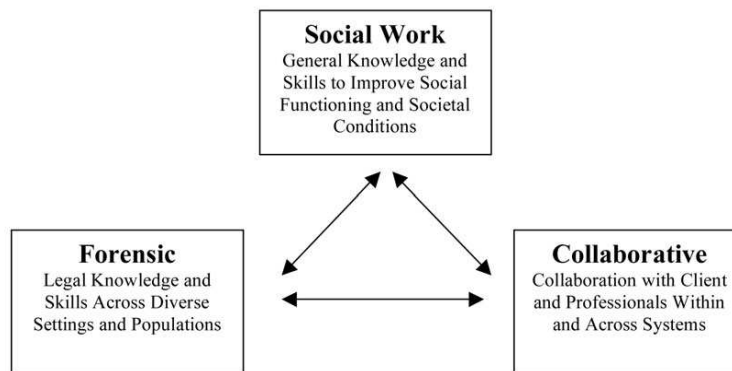 Social Work
General Knowledge and
Skills to Improve Social
Functioning and Societal
Conditions
Forensic
Legal Knowledge and
Skills Across Diverse
Settings and Populations
Collaborative
Collaboration with Client
and Professionals Within
and Across Systems